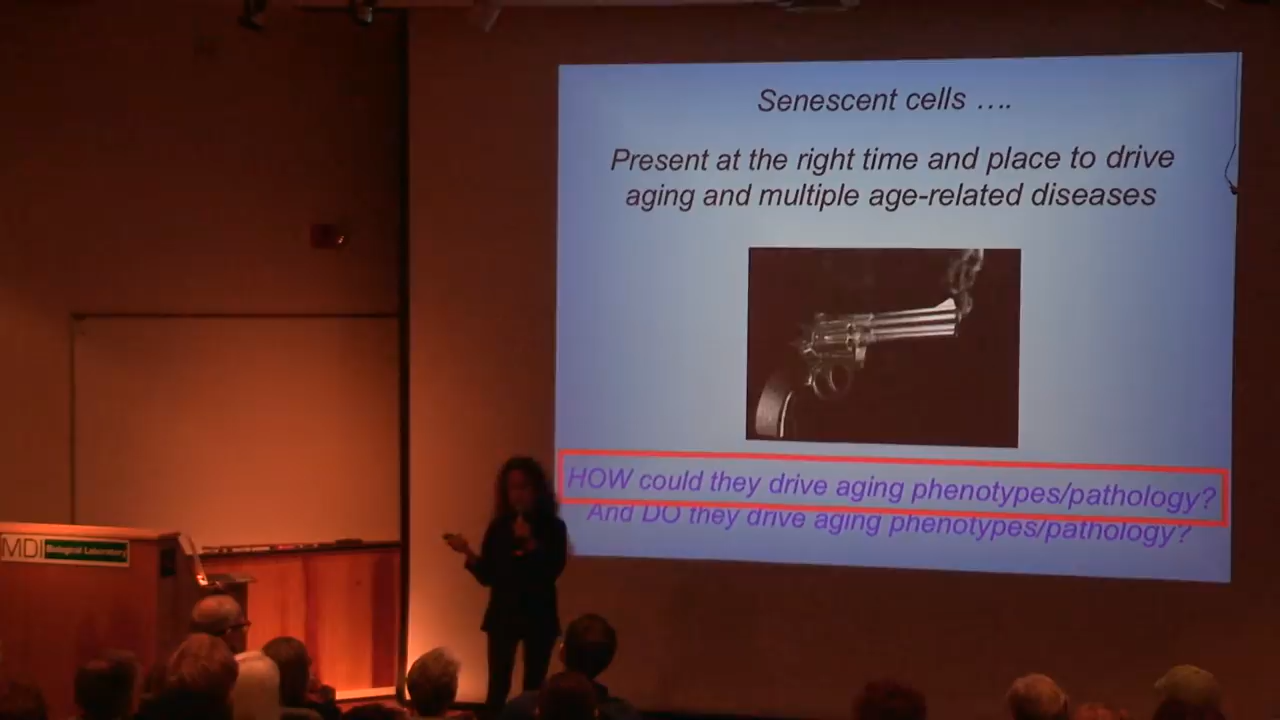 Senescent cells ….
Present at the right time and place to drive
aging and multiple age-related diseases
HOW could they drive aging phenotypes/pathology?
And DO they drive aging phenotypes/pathology?
MDI Biological Laboratory